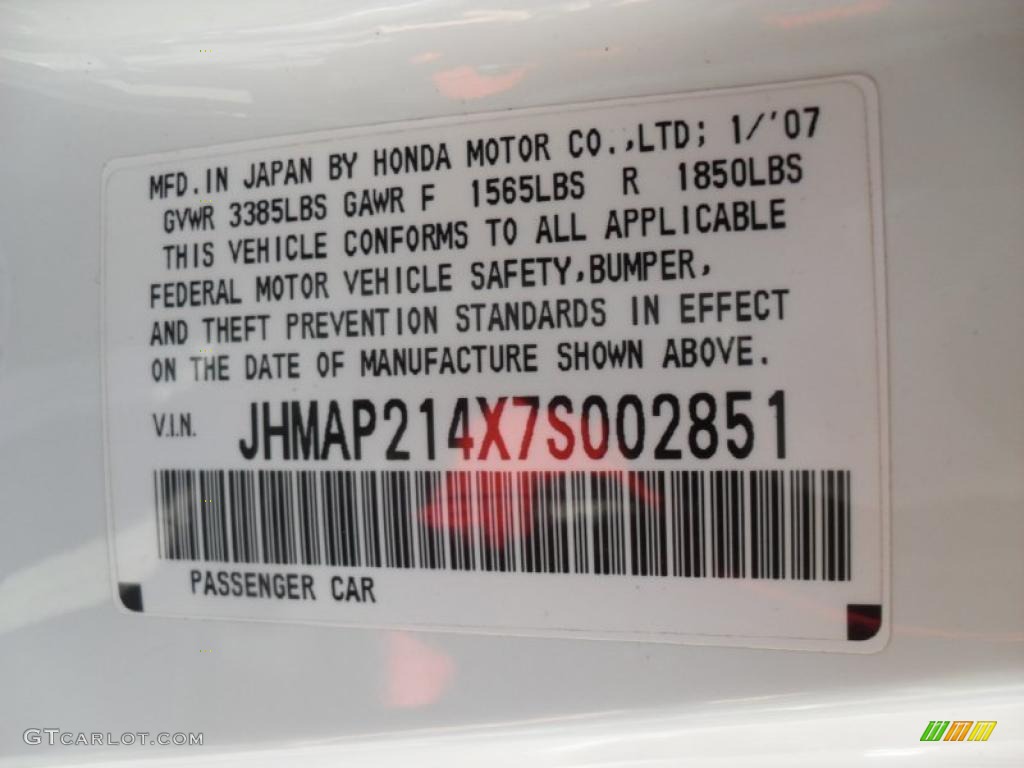 MFD. IN JAPAN BY HONDA MOTOR CO.,LTD; 1/'07
GVWR 3385LBS GAWR F 1565LBS R 1850LBS
THIS VEHICLE CONFORMS TO ALL APPLICABLE
FEDERAL MOTOR VEHICLE SAFETY,BUMPER,
AND THEFT PREVENTION STANDARDS IN EFFECT
ON THE DATE OF MANUFACTURE SHOWN ABOVE.
V.I.N. JHMAP214X7S002851
PASSENGER CAR
GTCARLOT.COM